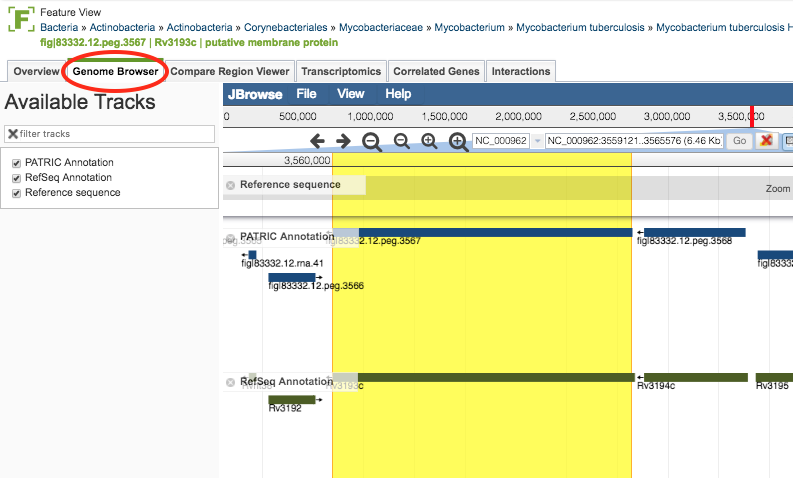 Feature View
Bacteria » Actinobacteria » Actinobacteria » Corynebacteriales » Mycobacteriaceae » Mycobacterium » Mycobacterium tuberculosis » Mycobacterium tuberculosis H
fig|83332.12.peg.3567 | Rv3193c | putative membrane protein
Overview Genome Browser Compare Region Viewer Transcriptomics Correlated Genes Interactions
Available Tracks
filter tracks
PATRIC Annotation
RefSeq Annotation
Reference sequence
JBrowse File View Help
0 500,000 1,000,000 1,500,000 2,000,000 2,500,000 3,000,000 3,500,000
NC_000962 NC_000962:3559121..3565576 (6.46 Kb Go
3,560,000
Reference sequence Zoom
PATRIC Annotation
fig|83332.12.peg.3567 fig|83332.12.peg.3568
fig|83332.12.rna.41 fig|83332
fig|83332.12.peg.3566
RefSeq Annotation
Rv3193c Rv3194c Rv3195
Rv3192